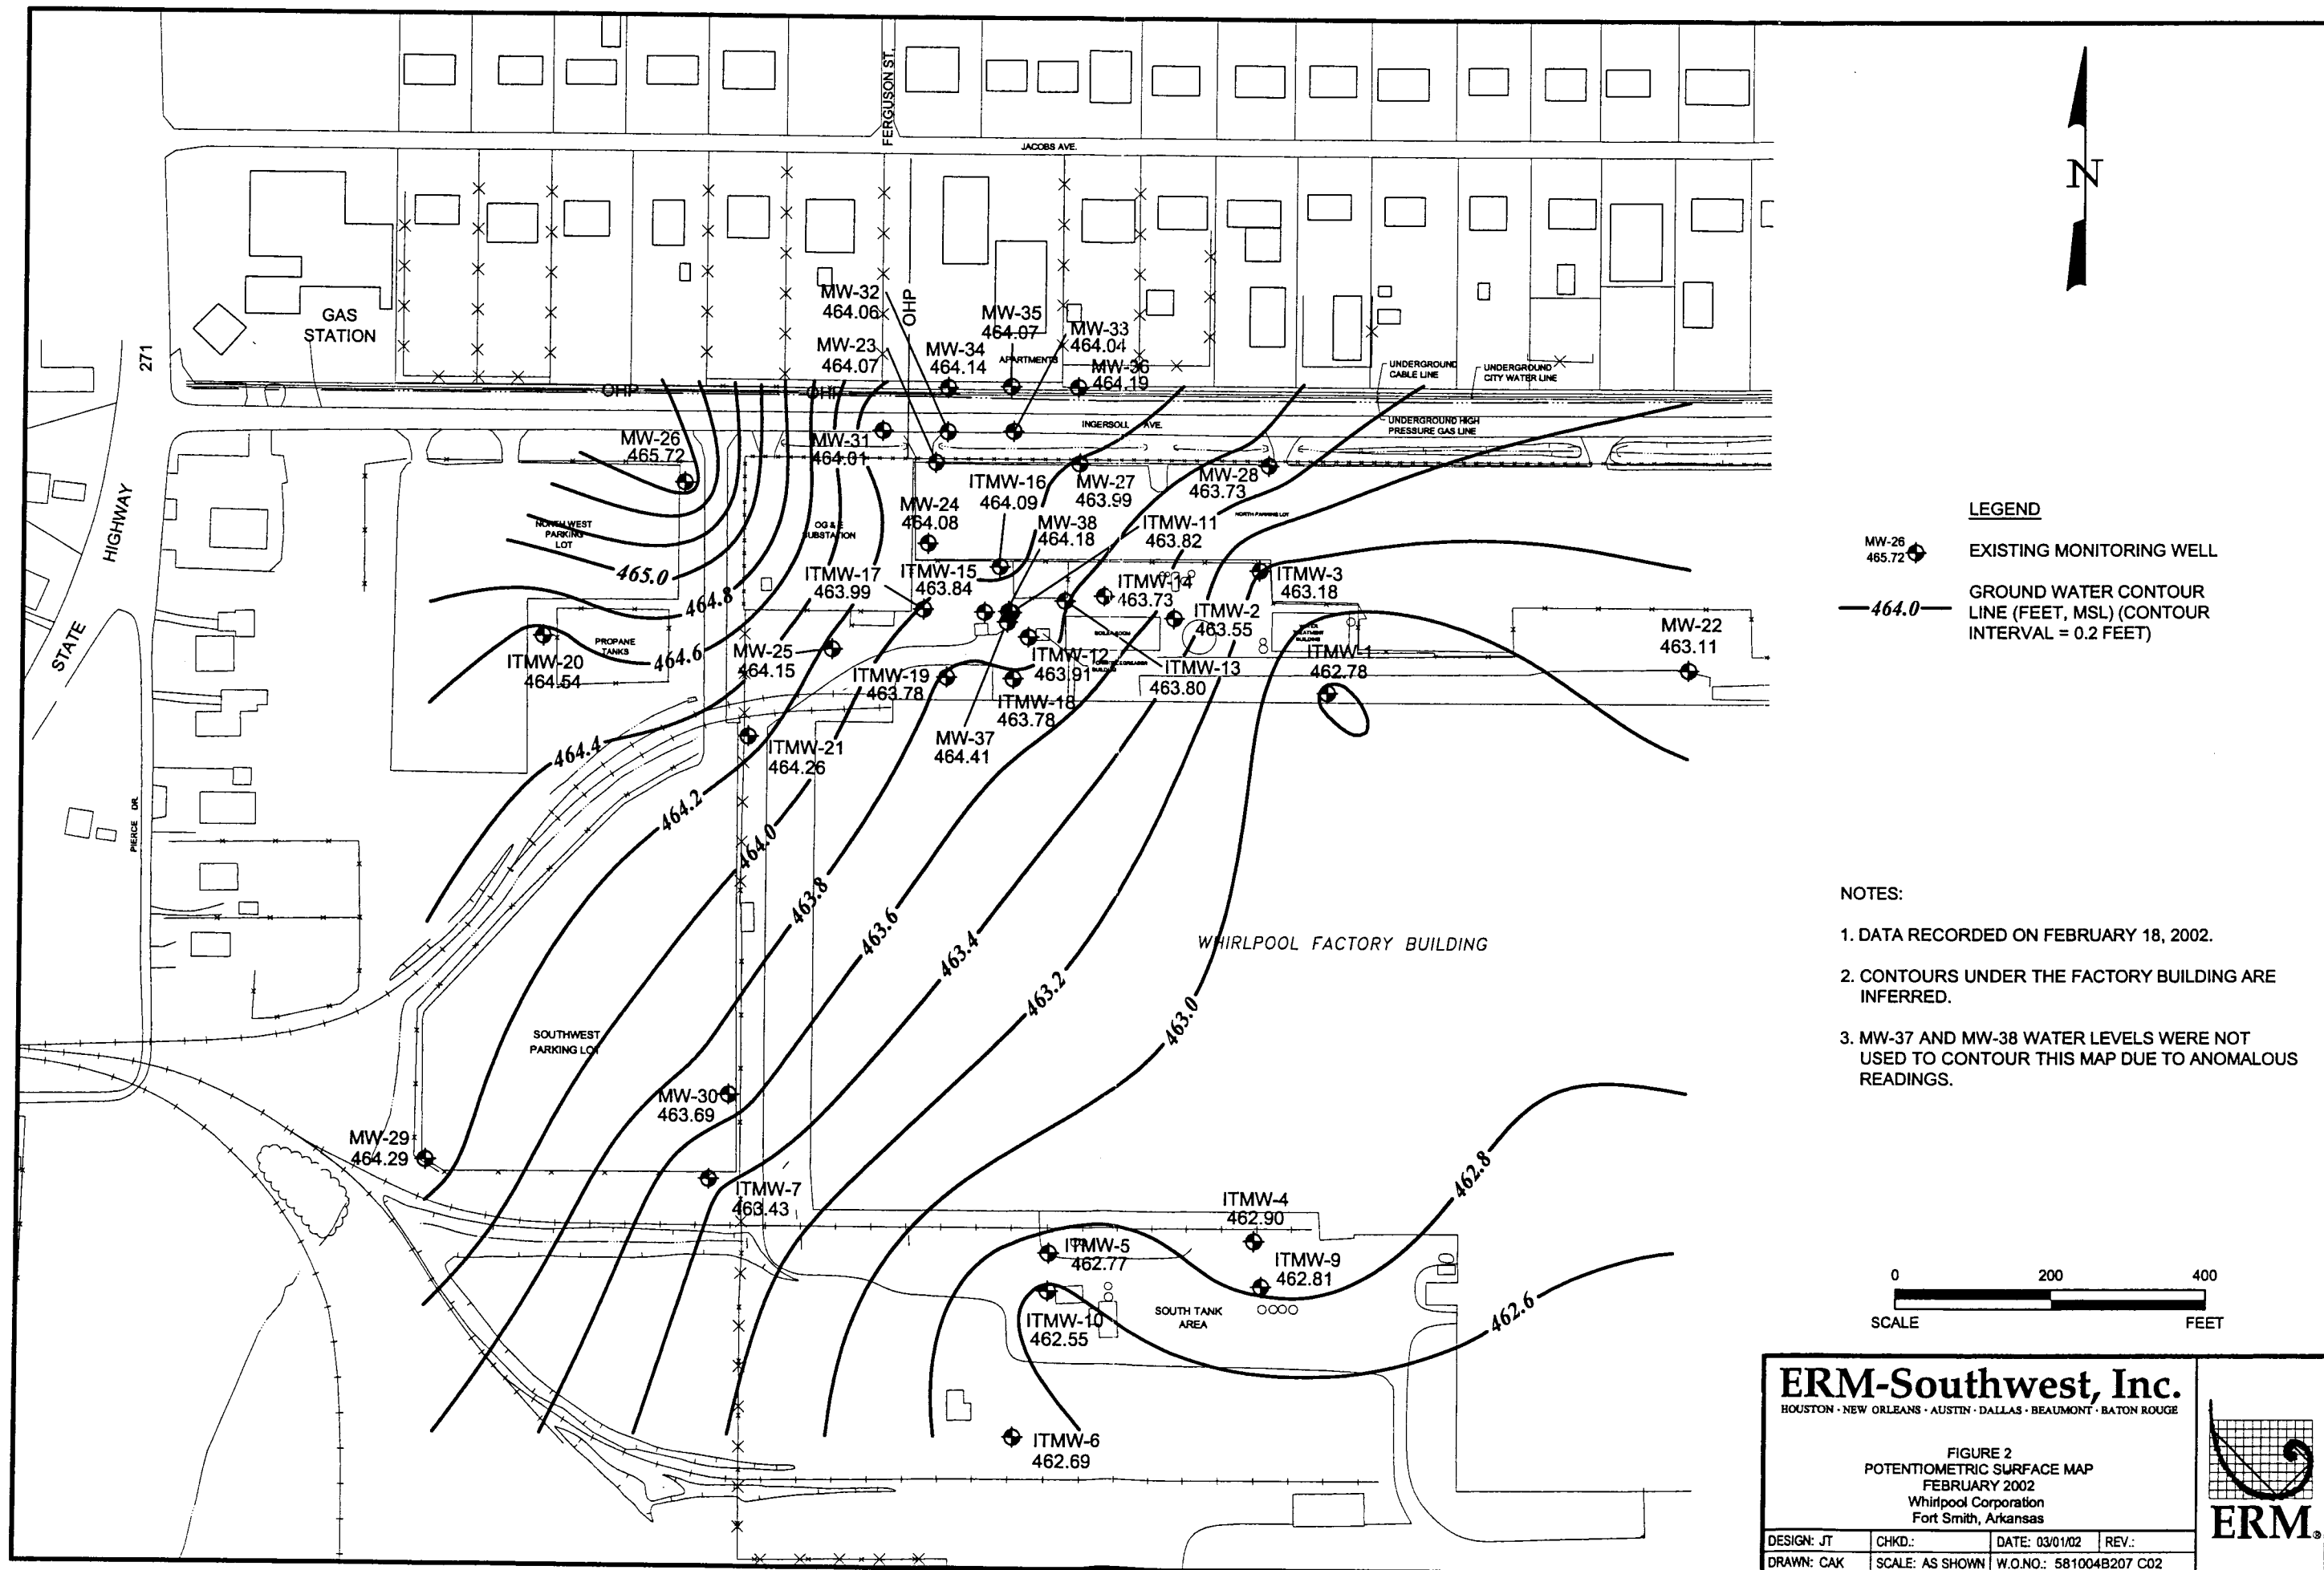 FERGUSON ST.
JACOBS AVE.
N
GAS
STATION
271
STATE
HIGHWAY
PIERCE DR.
OHP
OHP
OHP
MW-32
464.06
MW-35
464.07
MW-33
464.04
MW-23
464.07
MW-34
464.14
APARTMENTS
MW-36
464.19
UNDERGROUND
CABLE LINE
UNDERGROUND
CITY WATER LINE
UNDERGROUND HIGH
PRESSURE GAS LINE
INGERSOLL AVE.
MW-26
465.72
MW-31
464.01
ITMW-16
464.09
MW-27
463.99
MW-28
463.73
NORTH PARKING LOT
NORTH WEST
PARKING
LOT
OG & E
SUBSTATION
MW-24
464.08
MW-38
464.18
ITMW-11
463.82
465.0
464.8
464.6
ITMW-17
463.99
ITMW-15
463.84
ITMW-14
463.73
ITMW-3
463.18
ITMW-2
463.55
PROPANE
TANKS
BOILER ROOM
WATER
TREATMENT
BUILDING
ITMW-20
464.54
MW-25
464.15
ITMW-19
463.78
ITMW-12
463.91
ITMW-13
463.80
ITMW-1
462.78
MW-22
463.11
ITMW-18
463.78
MW-37
464.41
ITMW-21
464.26
464.4
464.2
464.0
463.8
463.6
463.4
463.2
463.0
WHIRLPOOL FACTORY BUILDING
SOUTHWEST
PARKING LOT
MW-30
463.69
MW-29
464.29
ITMW-7
463.43
ITMW-4
462.90
ITMW-5
462.77
ITMW-9
462.81
ITMW-10
462.55
SOUTH TANK
AREA
462.8
462.6
ITMW-6
462.69
LEGEND
MW-26
465.72
EXISTING MONITORING WELL
464.0
GROUND WATER CONTOUR
LINE (FEET, MSL) (CONTOUR
INTERVAL = 0.2 FEET)
NOTES:
1. DATA RECORDED ON FEBRUARY 18, 2002.
2. CONTOURS UNDER THE FACTORY BUILDING ARE
INFERRED.
3. MW-37 AND MW-38 WATER LEVELS WERE NOT
USED TO CONTOUR THIS MAP DUE TO ANOMALOUS
READINGS.
0 200 400
SCALE FEET
ERM-Southwest, Inc.
HOUSTON · NEW ORLEANS · AUSTIN · DALLAS · BEAUMONT · BATON ROUGE
FIGURE 2
POTENTIOMETRIC SURFACE MAP
FEBRUARY 2002
Whirlpool Corporation
Fort Smith, Arkansas
ERM®
DESIGN: JT CHKD.: DATE: 03/01/02 REV.:
DRAWN: CAK SCALE: AS SHOWN W.O.NO.: 581004B207 C02